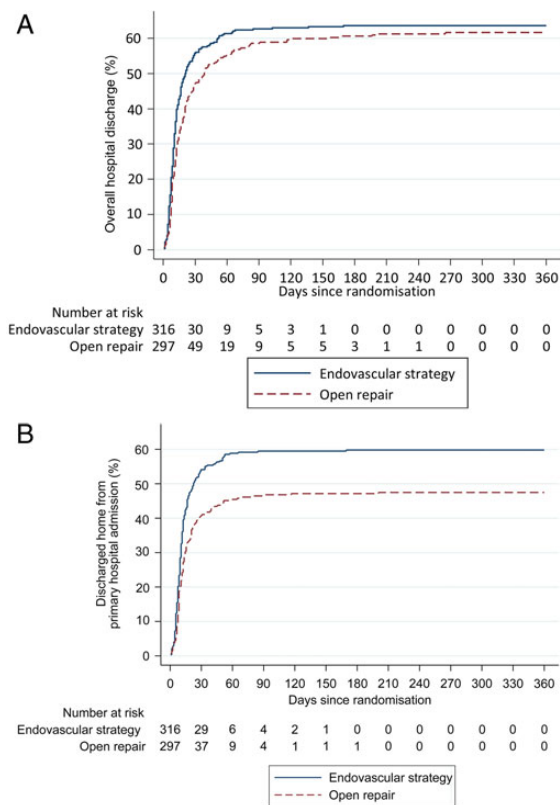 A
Overall hospital discharge (%)
60
50
40
30
20
10
0
0 30 60 90 120 150 180 210 240 270 300 330 360
Days since randomisation
Number at risk
Endovascular strategy 316 30 9 5 3 1 0 0 0 0 0 0 0
Open repair 297 49 19 9 5 5 3 1 1 0 0 0 0
Endovascular strategy
Open repair
B
Discharged home from
primary hospital admission (%)
60
50
40
30
20
10
0
0 30 60 90 120 150 180 210 240 270 300 330 360
Days since randomisation
Number at risk
Endovascular strategy 316 29 6 4 2 1 0 0 0 0 0 0 0
Open repair 297 37 9 4 1 1 1 0 0 0 0 0 0
Endovascular strategy
Open repair